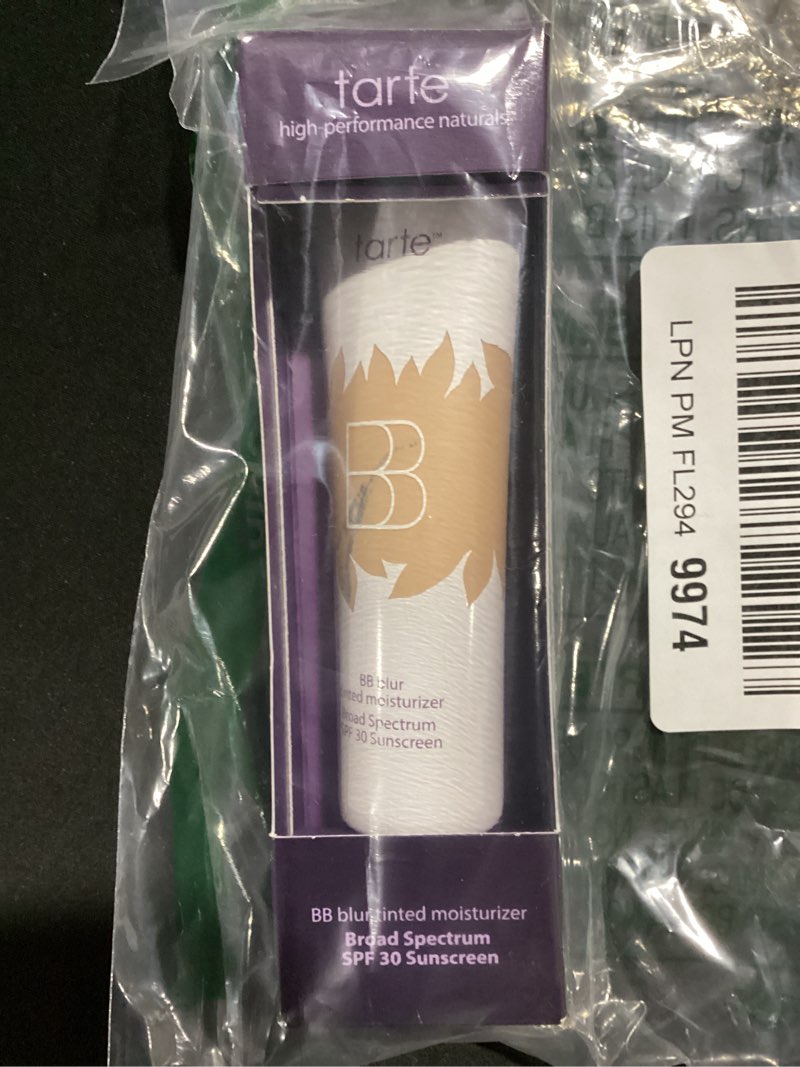 tarte
high-performance naturals
tarte™
BB
BB blur
tinted moisturizer
Broad Spectrum
SPF 30 Sunscreen
BB blur tinted moisturizer
Broad Spectrum
SPF 30 Sunscreen
LPN PM FL294 9974